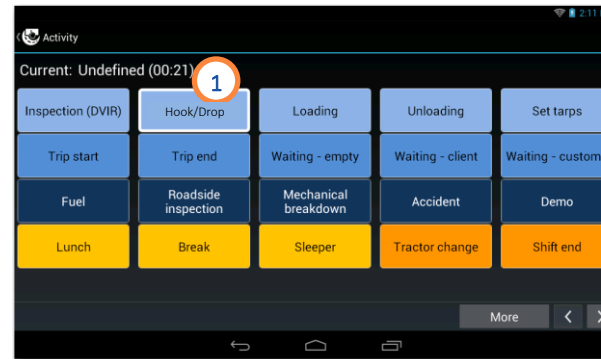 2:11
Activity
Current: Undefined (00:21)
1
Inspection (DVIR)
Hook/Drop
Loading
Unloading
Set tarps
Trip start
Trip end
Waiting - empty
Waiting - client
Waiting - custom
Fuel
Roadside
inspection
Mechanical
breakdown
Accident
Demo
Lunch
Break
Sleeper
Tractor change
Shift end
More